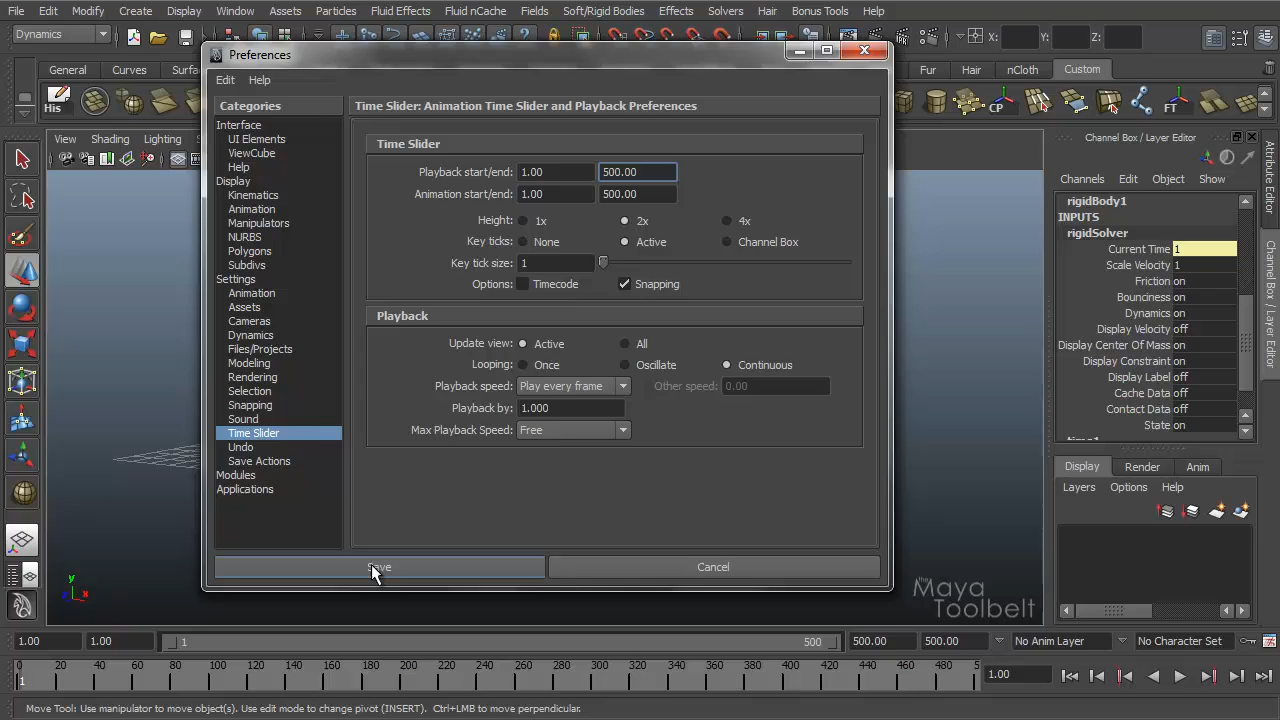 File Edit Modify Create Display Window Assets Particles Fluid Effects Fluid nCache Fields Soft/Rigid Bodies Effects Solvers Hair Bonus Tools Help
Dynamics X: Y: Z:
Preferences
General Curves Surfa Fur Hair nCloth Custom
Edit Help
His CP FT
Categories
Time Slider: Animation Time Slider and Playback Preferences
Interface
UI Elements
ViewCube
Help
Display
Kinematics
Animation
Manipulators
NURBS
Polygons
Subdivs
Settings
Animation
Assets
Cameras
Dynamics
Files/Projects
Modeling
Rendering
Selection
Snapping
Sound
Time Slider
Undo
Save Actions
Modules
Applications
View Shading Lighting
Time Slider
Playback start/end: 1.00 500.00
Animation start/end: 1.00 500.00
Height: 1x 2x 4x
Key ticks: None Active Channel Box
Key tick size: 1
Options: Timecode Snapping
Playback
Update view: Active All
Looping: Once Oscillate Continuous
Playback speed: Play every frame Other speed: 0.00
Playback by: 1.000
Max Playback Speed: Free
Save Cancel
Channel Box / Layer Editor
Channels Edit Object Show
rigidBody1
INPUTS
rigidSolver
Current Time 1
Scale Velocity 1
Friction on
Bounciness on
Dynamics on
Display Velocity off
Display Center Of Mass on
Display Constraint on
Display Label off
Cache Data off
Contact Data off
State on
Attribute Editor
Channel Box / Layer Editor
Display Render Anim
Layers Options Help
y
z x
the
Maya
Toolbelt
1.00 1.00 1 500 500.00 500.00 No Anim Layer No Character Set
0 20 40 60 80 100 120 140 160 180 200 220 240 260 280 300 320 340 360 380 400 420 440 460 480 5
1 1.00
Move Tool: Use manipulator to move object(s). Use edit mode to change pivot (INSERT). Ctrl+LMB to move perpendicular.